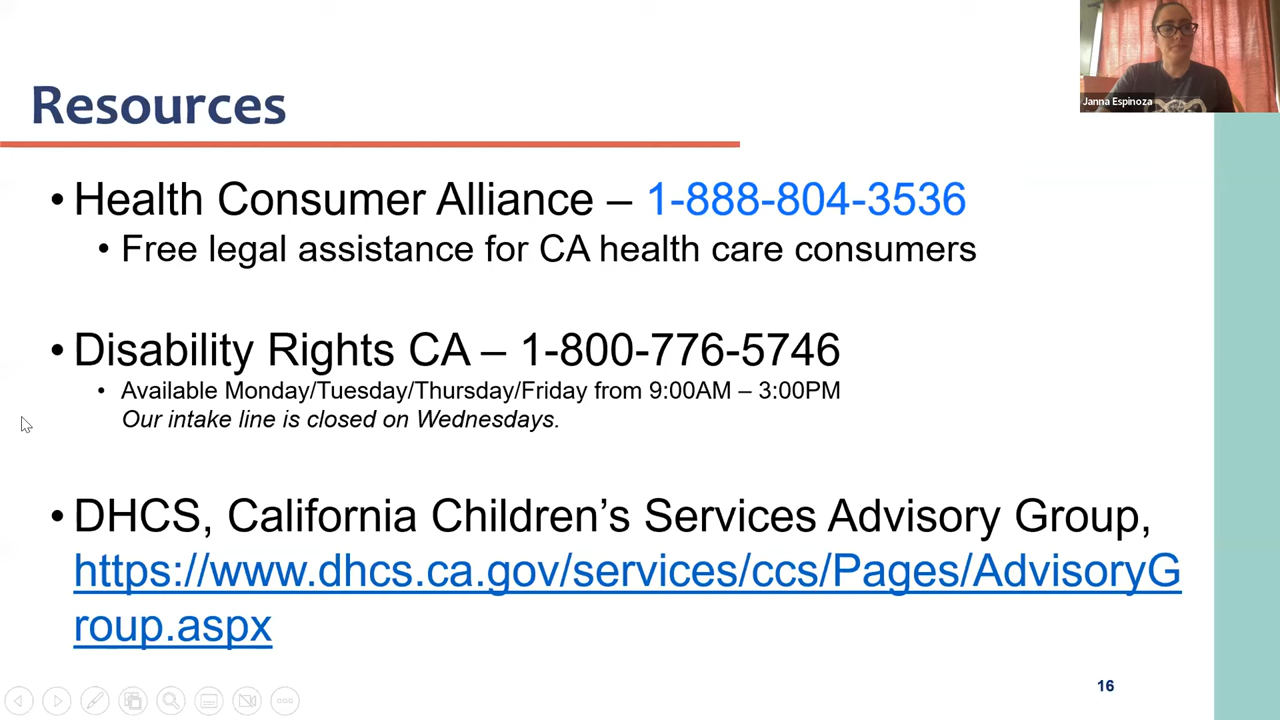 Janna Espinoza
Resources
• Health Consumer Alliance – 1-888-804-3536
• Free legal assistance for CA health care consumers
• Disability Rights CA – 1-800-776-5746
• Available Monday/Tuesday/Thursday/Friday from 9:00AM – 3:00PM
Our intake line is closed on Wednesdays.
• DHCS, California Children’s Services Advisory Group,
https://www.dhcs.ca.gov/services/ccs/Pages/AdvisoryG
roup.aspx
16